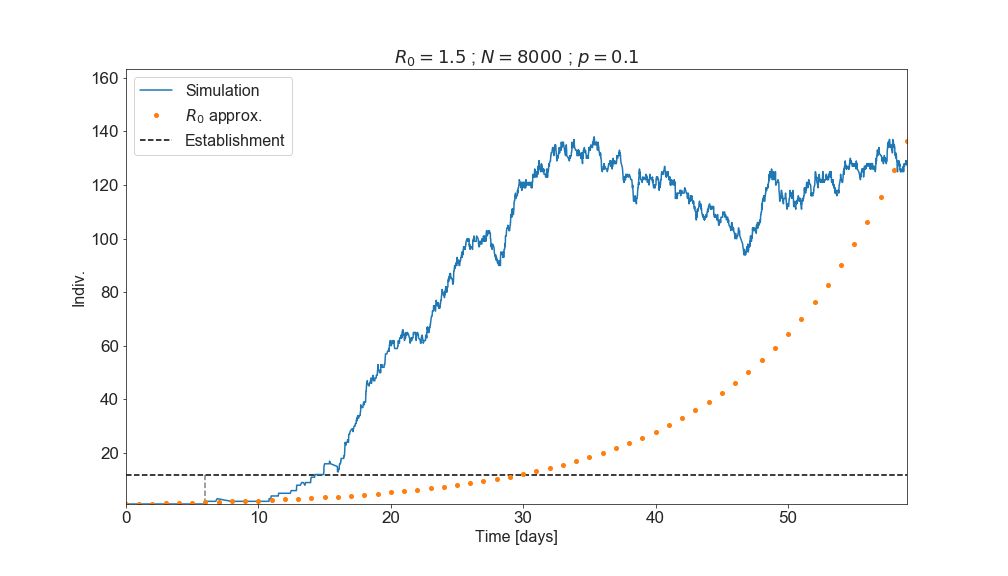 R₀ = 1.5 ; N = 8000 ; p = 0.1
160
140
120
100
80
60
40
20
Indiv.
Simulation
R₀ approx.
Establishment
0 10 20 30 40 50
Time [days]